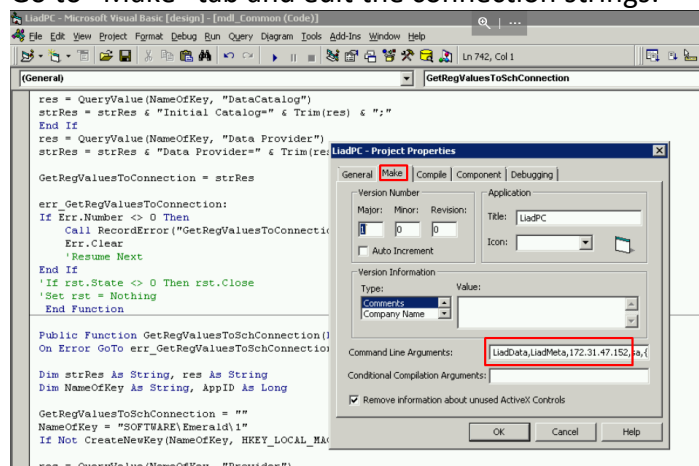 Go to "Make" tab and edit the connection strings.
LiadPC - Microsoft Visual Basic [design] - [mdl_Common (Code)]
File Edit View Project Format Debug Run Query Diagram Tools Add-Ins Window Help
Ln 742, Col 1
(General)
GetRegValuesToSchConnection
res = QueryValue(NameOfKey, "DataCatalog")
strRes = strRes & "Initial Catalog=" & Trim(res) & ";"
End If
res = QueryValue(NameOfKey, "Data Provider")
strRes = strRes & "Data Provider=" & Trim(re
GetRegValuesToConnection = strRes
err_GetRegValuesToConnection:
If Err.Number <> 0 Then
Call RecordError("GetRegValuesToConnectio
Err.Clear
'Resume Next
End If
'If rst.State <> 0 Then rst.Close
'Set rst = Nothing
End Function
Public Function GetRegValuesToSchConnection(
On Error GoTo err_GetRegValuesToSchConnectio
Dim strRes As String, res As String
Dim NameOfKey As String, AppID As Long
GetRegValuesToSchConnection = ""
NameOfKey = "SOFTWARE\Emerald\1"
If Not CreateNewKey(NameOfKey, HKEY_LOCAL_MA
res = QueryValue(NameOfKey, "Provider")
LiadPC - Project Properties
General Make Compile Component Debugging
Version Number
Major: Minor: Revision:
1 0 0
Auto Increment
Application
Title: LiadPC
Icon:
Version Information
Type: Value:
Comments
Company Name
Command Line Arguments: LiadData,LiadMeta,172.31.47.152,sa,{
Conditional Compilation Arguments:
Remove information about unused ActiveX Controls
OK Cancel Help